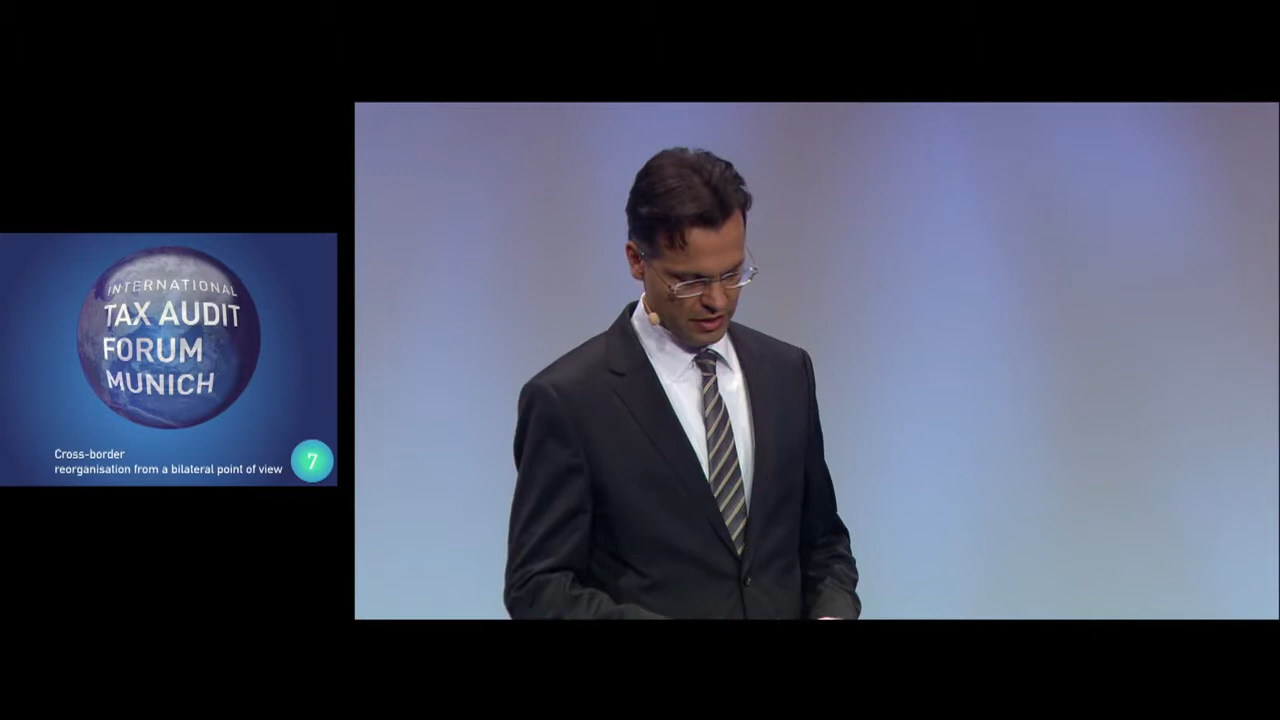 INTERNATIONAL
TAX AUDIT
FORUM
MUNICH
Cross-border
reorganisation from a bilateral point of view
7